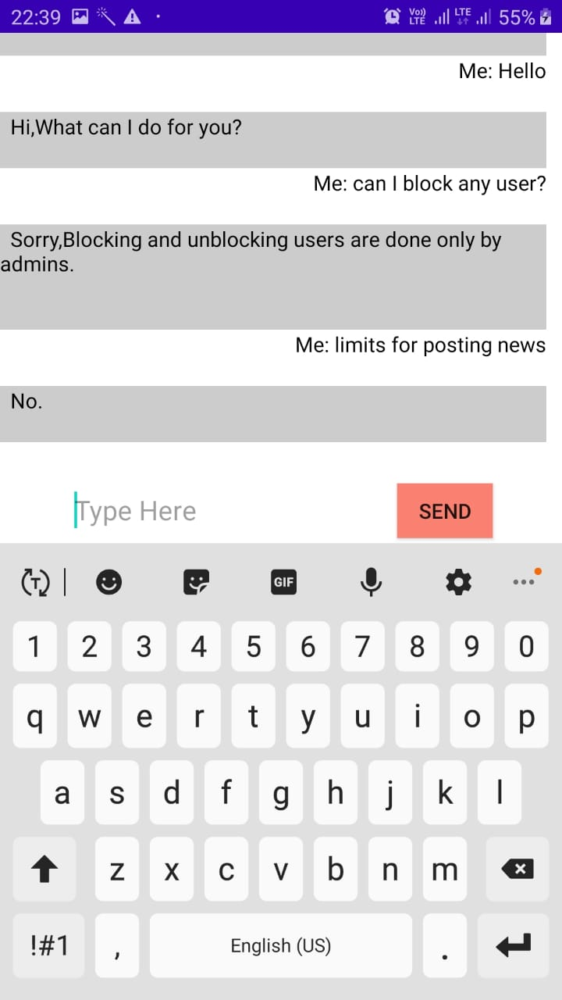 22:39 Vo)) LTE LTE 55%
Me: Hello
Hi,What can I do for you?
Me: can I block any user?
Sorry,Blocking and unblocking users are done only by
admins.
Me: limits for posting news
No.
Type Here SEND
T GIF
1 2 3 4 5 6 7 8 9 0
q w e r t y u i o p
a s d f g h j k l
z x c v b n m
!#1 , English (US) .